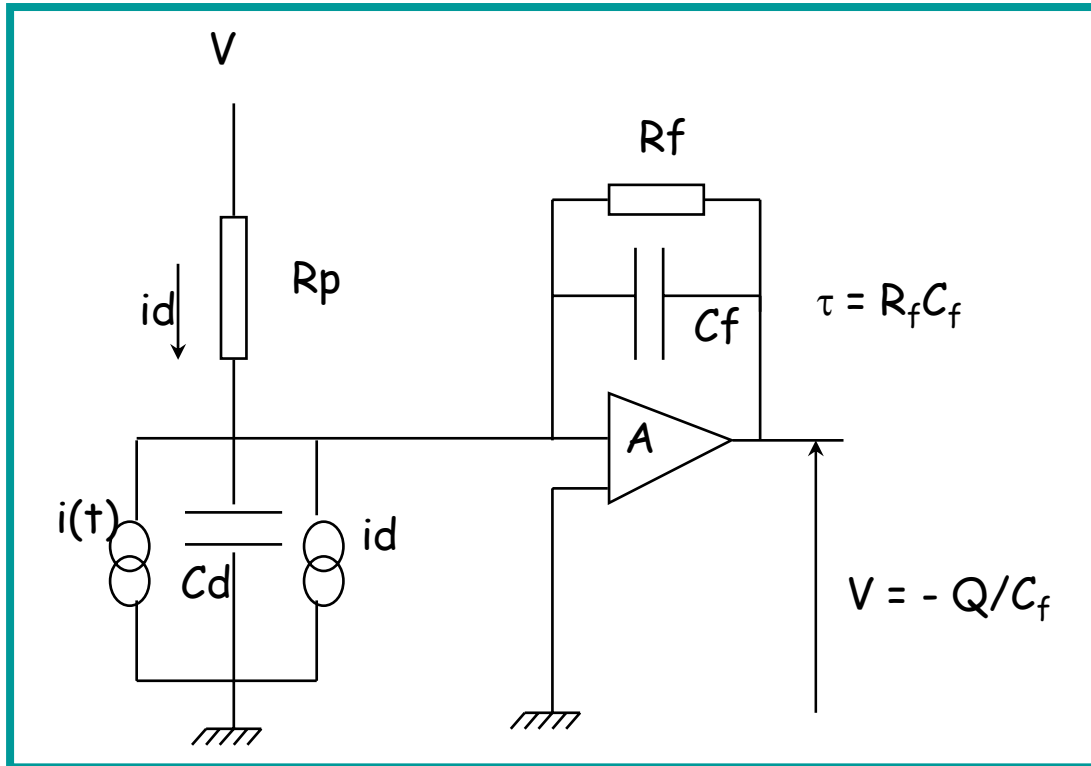 V
Rf
Rp
id
Cf
τ = RfCf
A
i(t)
Cd
id
V = - Q/Cf